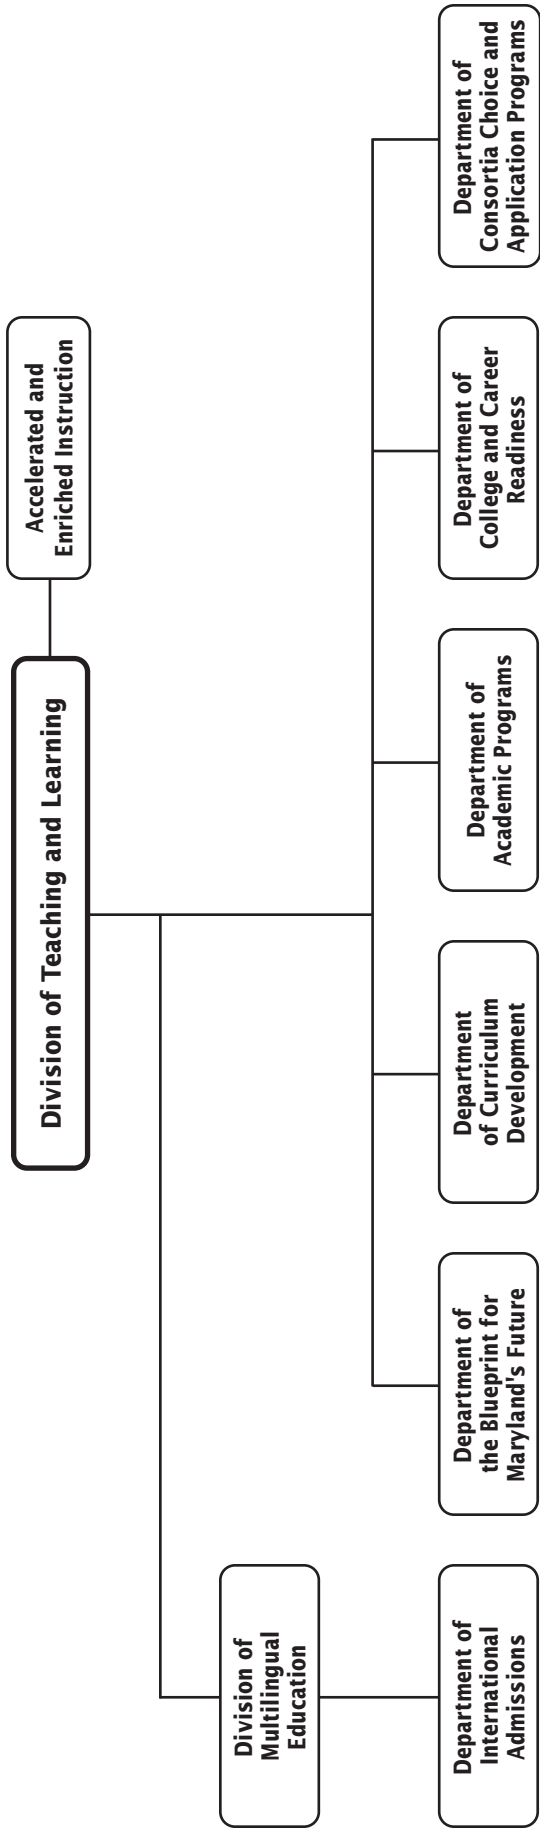 Division of Teaching and Learning
Accelerated and
Enriched Instruction
Division of
Multilingual
Education
Department of
International
Admissions
Department of
the Blueprint for
Maryland's Future
Department
of Curriculum
Development
Department of
Academic Programs
Department of
College and Career
Readiness
Department of
Consortia Choice and
Application Programs